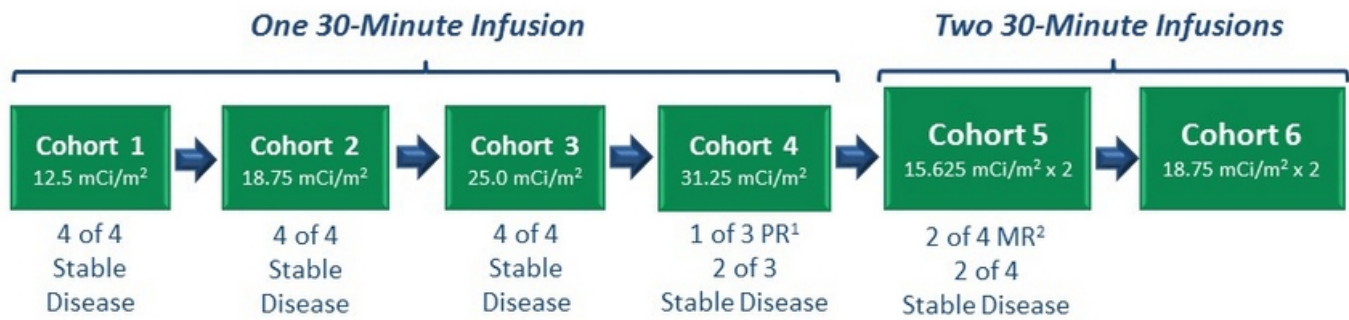 One 30-Minute Infusion
Two 30-Minute Infusions
Cohort 1
12.5 mCi/m²
Cohort 2
18.75 mCi/m²
Cohort 3
25.0 mCi/m²
Cohort 4
31.25 mCi/m²
Cohort 5
15.625 mCi/m² x 2
Cohort 6
18.75 mCi/m² x 2
4 of 4
Stable
Disease
4 of 4
Stable
Disease
4 of 4
Stable
Disease
1 of 3 PR¹
2 of 3
Stable Disease
2 of 4 MR²
2 of 4
Stable Disease